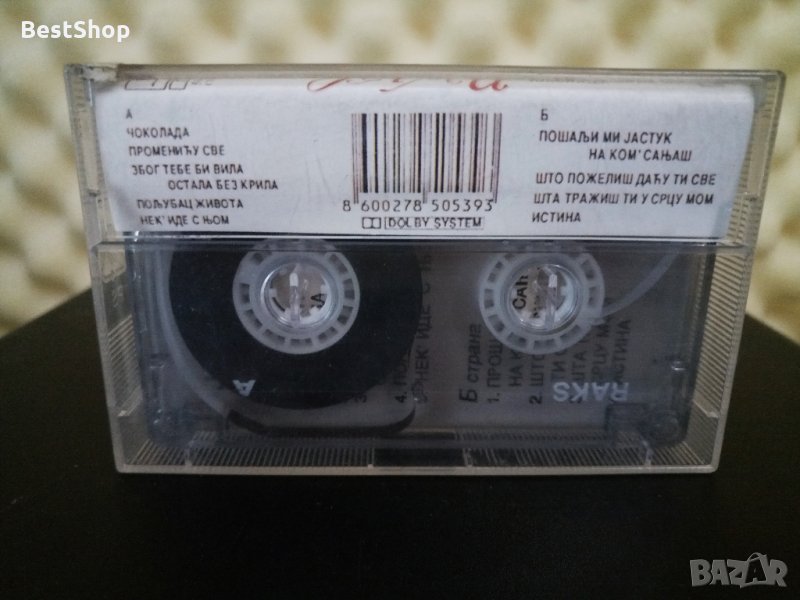 BestShop
А
ЧОКОЛАДА
ПРОМЕНИЋУ СВЕ
ЗБОГ ТЕБЕ БИ ВИЛА
ОСТАЛА БЕЗ КРИЛА
ПОЉУБАЦ ЖИВОТА
НЕК' ИДЕ С ЊОМ
8 600278 505393
DOLBY SYSTEM
Б
ПОШАЉИ МИ ЈАСТУК
НА КОМ' САЊАШ
ШТО ПОЖЕЛИШ ДАЋУ ТИ СВЕ
ШТА ТРАЖИШ ТИ У СРЦУ МОМ
ИСТИНА
A
Б страна
RAKS
BAZAR